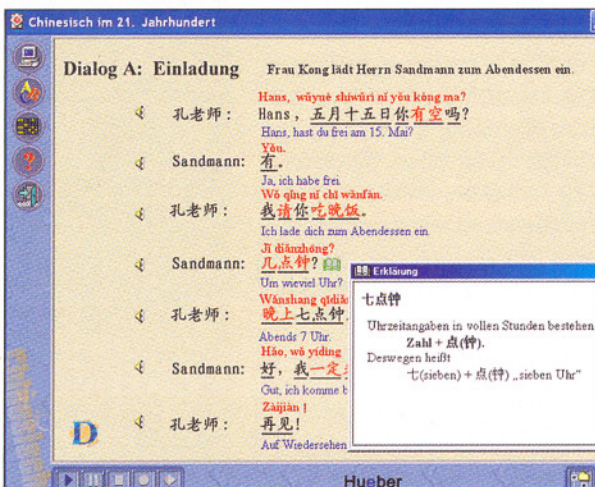 Chinesisch im 21. Jahrhundert
Dialog A: Einladung
Frau Kong lädt Herrn Sandmann zum Abendessen ein.
Hans, wǔyuè shíwǔrì nǐ yǒu kòng ma?
孔老师： Hans，五月十五日你有空吗？
Hans, hast du frei am 15. Mai?
Yǒu.
Sandmann: 有。
Ja, ich habe frei.
Wǒ qǐng nǐ chī wǎnfàn.
孔老师： 我请你吃晚饭。
Ich lade dich zum Abendessen ein.
Jǐ diǎnzhōng?
Sandmann: 几点钟？
Um wieviel Uhr?
Wǎnshang qīdiǎ
孔老师： 晚上七点钟
Abends 7 Uhr.
Hǎo, wǒ yídìng
Sandmann: 好，我一定
Gut, ich komme b
Zàijiàn !
孔老师： 再见！
Auf Wiedersehen
Erklärung
七点钟
Uhrzeitangaben in vollen Stunden bestehen
Zahl + 点(钟).
Deswegen heißt
七(sieben) + 点(钟) „sieben Uhr"
D
Hueber